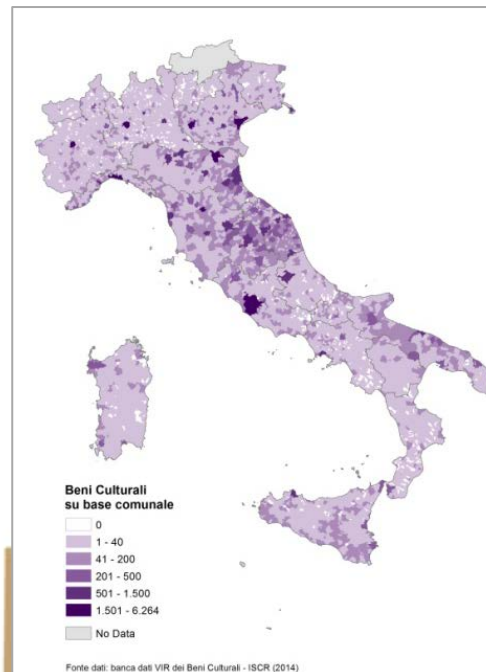 Beni Culturali
su base comunale
0
1 - 40
41 - 200
201 - 500
501 - 1.500
1.501 - 6.264
No Data
Fonte dati: banca dati VIR dei Beni Culturali - ISCR (2014)